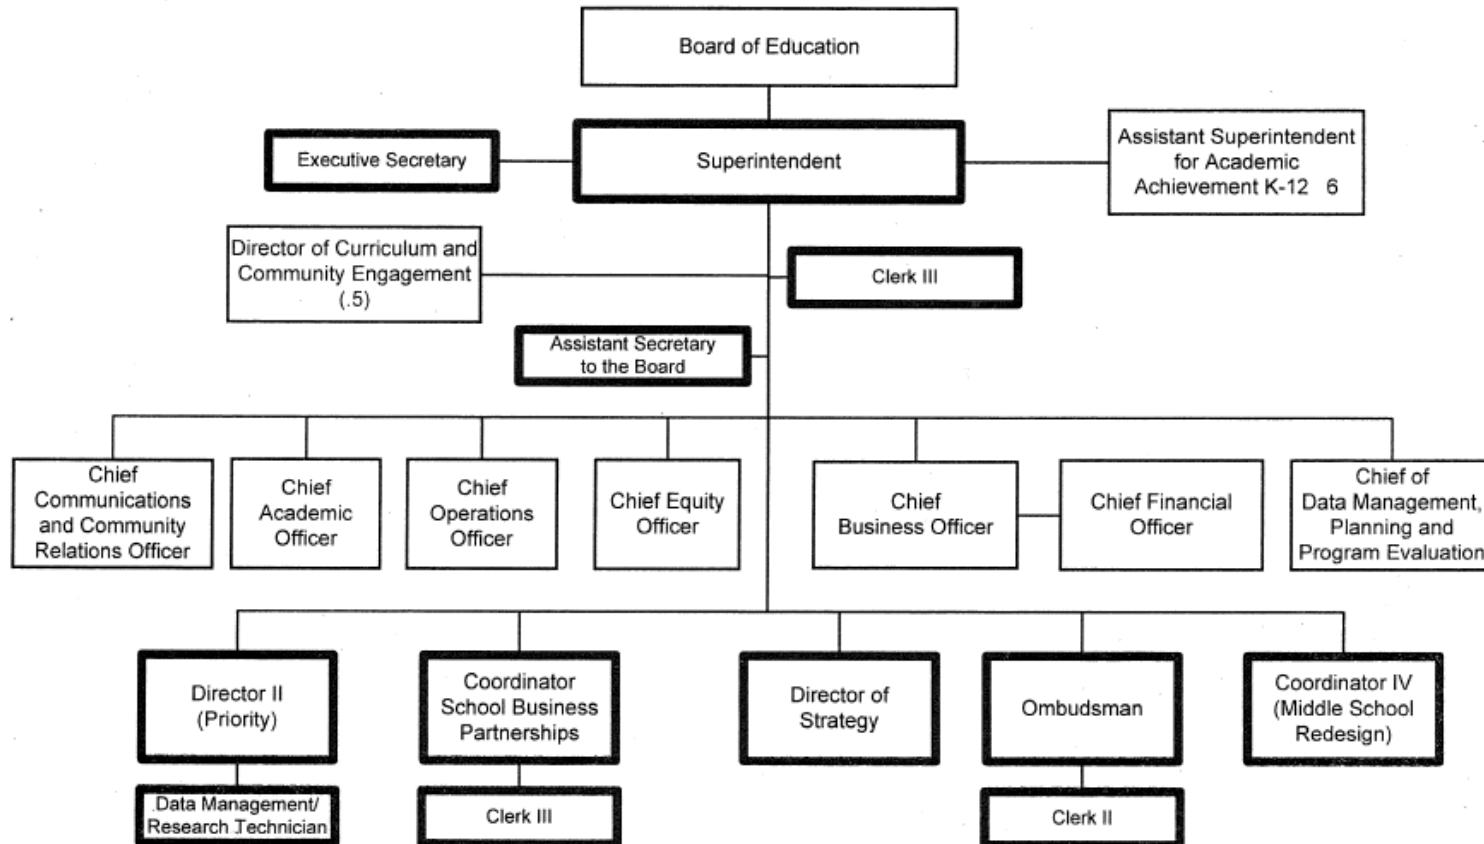 Board of Education
Executive Secretary
Superintendent
Assistant Superintendent
for Academic
Achievement K-12 6
Director of Curriculum and
Community Engagement
(.5)
Clerk III
Assistant Secretary
to the Board
Chief
Communications
and Community
Relations Officer
Chief
Academic
Officer
Chief
Operations
Officer
Chief Equity
Officer
Chief
Business Officer
Chief Financial
Officer
Chief of
Data Management,
Planning and
Program Evaluation
Director II
(Priority)
Coordinator
School Business
Partnerships
Director of
Strategy
Ombudsman
Coordinator IV
(Middle School
Redesign)
Data Management/
Research Technician
Clerk III
Clerk II